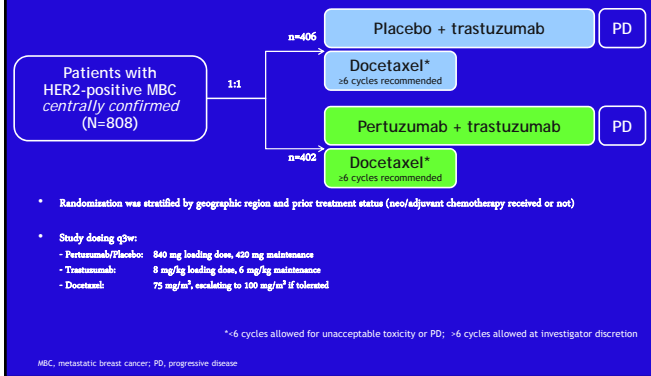 n=406
Placebo + trastuzumab
PD
Docetaxel*
≥6 cycles recommended
Patients with
HER2-positive MBC
centrally confirmed
(N=808)
1:1
Pertuzumab + trastuzumab
PD
n=402
Docetaxel*
≥6 cycles recommended
• Randomization was stratified by geographic region and prior treatment status (neo/adjuvant chemotherapy received or not)
• Study dosing q3w:
- Pertuzumab/Placebo: 840 mg loading dose, 420 mg maintenance
- Trastuzumab: 8 mg/kg loading dose, 6 mg/kg maintenance
- Docetaxel: 75 mg/m², escalating to 100 mg/m² if tolerated
*<6 cycles allowed for unacceptable toxicity or PD; >6 cycles allowed at investigator discretion
MBC, metastatic breast cancer; PD, progressive disease